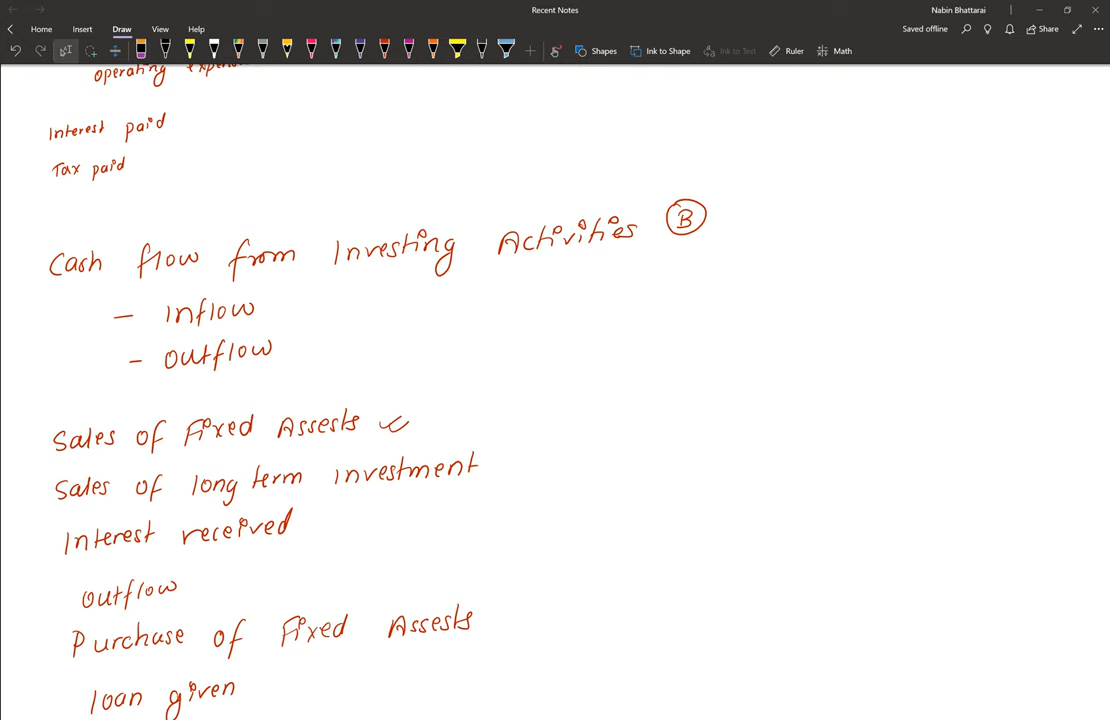 Recent Notes
Nabin Bhattarai
Home Insert Draw View Help
Saved offline
Share
Shapes
Ink to Shape
Ink to Text
Ruler
Math
operating expens
Interest paid
Tax paid
Cash flow from Investing Activities B
- Inflow
- Outflow
Sales of Fixed Assests
Sales of long term investment
Interest received
Outflow
Purchase of Fixed Assests
loan given